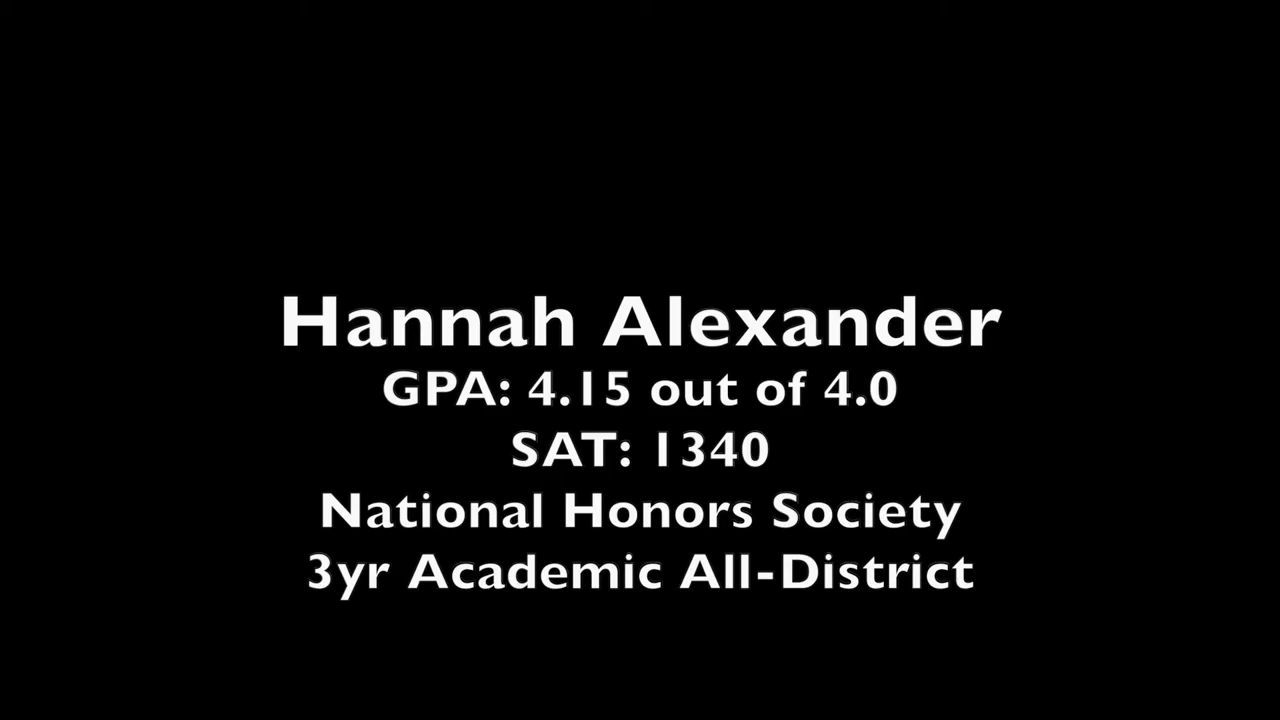 Hannah Alexander
GPA: 4.15 out of 4.0
SAT: 1340
National Honors Society
3yr Academic All-District